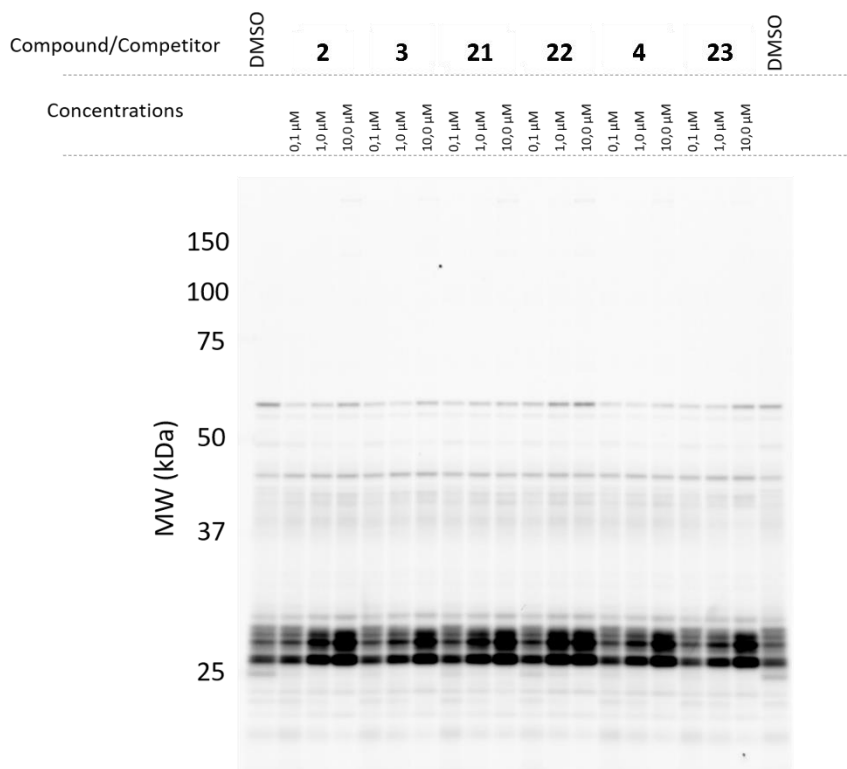 Compound/Competitor DMSO 2 3 21 22 4 23 DMSO
Concentrations 0,1 µM 1,0 µM 10,0 µM 0,1 µM 1,0 µM 10,0 µM 0,1 µM 1,0 µM 10,0 µM 0,1 µM 1,0 µM 10,0 µM 0,1 µM 1,0 µM 10,0 µM 0,1 µM 1,0 µM 10,0 µM
MW (kDa)
150
100
75
50
37
25